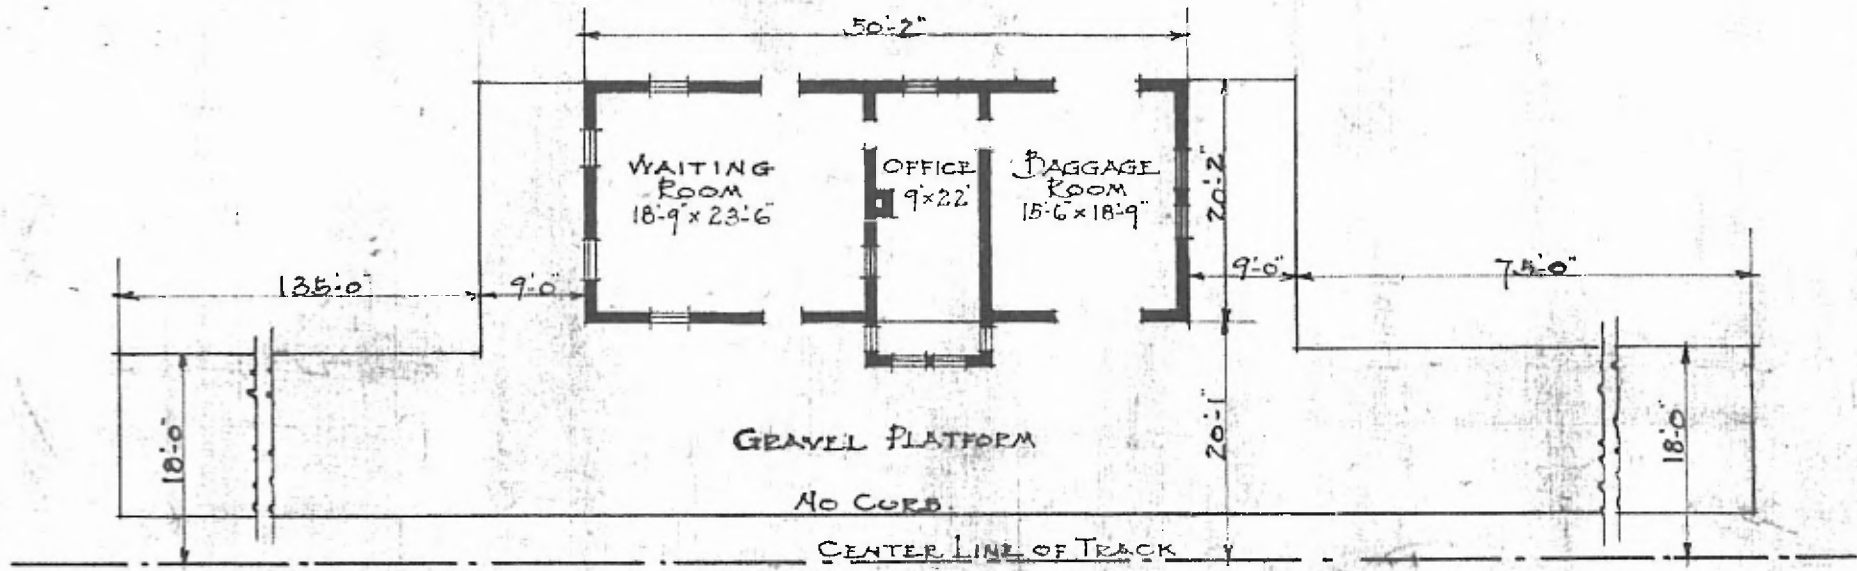 50'-2"
WAITING
ROOM
18'-9" x 23'-6"
OFFICE
9' x 22'
BAGGAGE
ROOM
15'-6" x 18'-9"
20'-2"
135'-0"
9'-0"
9'-0"
75'-0"
18'-0"
GRAVEL PLATFORM
20'-1"
18'-0"
NO CURB
CENTER LINE OF TRACK